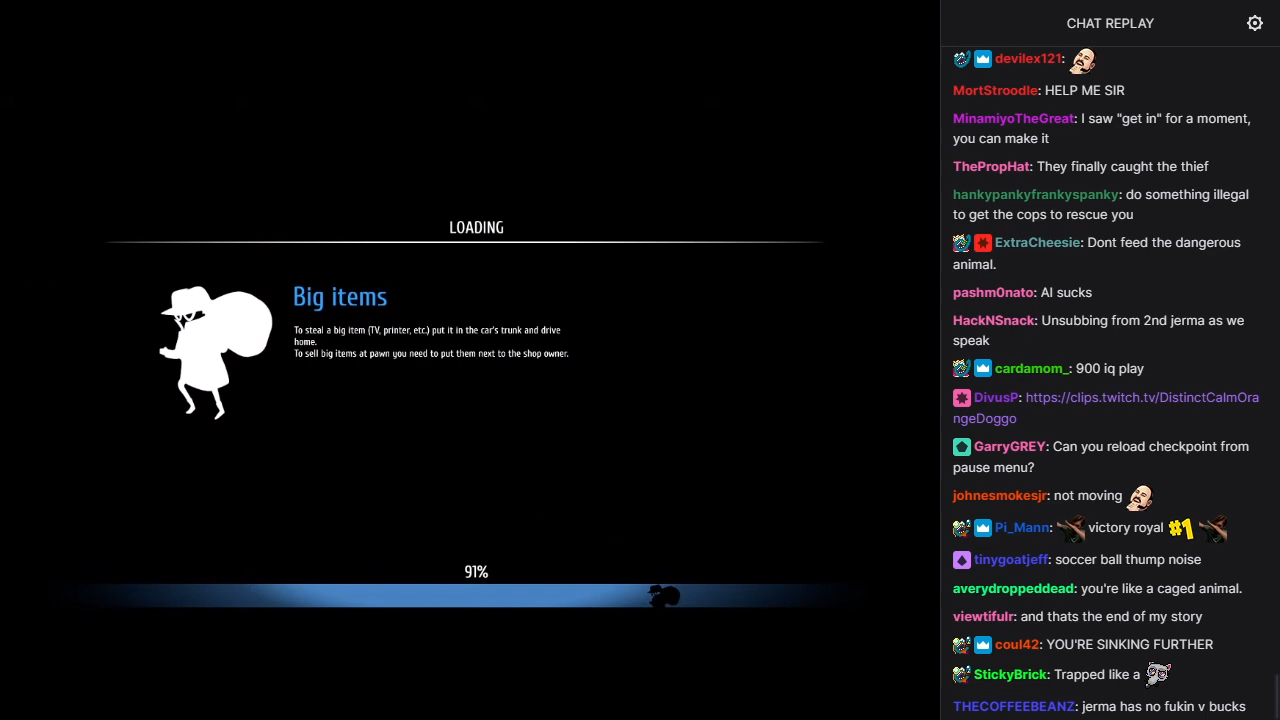 LOADING
Big items
To steal a big item (TV, printer, etc.) put it in the car's trunk and drive
home.
To sell big items at pawn you need to put them next to the shop owner.
91%
CHAT REPLAY
devilex121:
MortStroodle: HELP ME SIR
MinamiyoTheGreat: I saw "get in" for a moment,
you can make it
ThePropHat: They finally caught the thief
hankypankyfrankyspanky: do something illegal
to get the cops to rescue you
ExtraCheesie: Dont feed the dangerous
animal.
pashm0nato: AI sucks
HackNSnack: Unsubbing from 2nd jerma as we
speak
cardamom_: 900 iq play
DivusP: https://clips.twitch.tv/DistinctCalmOra
ngeDoggo
GarryGREY: Can you reload checkpoint from
pause menu?
johnesmokesjr: not moving
Pi_Mann: victory royal #1
tinygoatjeff: soccer ball thump noise
averydroppeddead: you're like a caged animal.
viewtifulr: and thats the end of my story
coul42: YOU'RE SINKING FURTHER
StickyBrick: Trapped like a
THECOFFEEBEANZ: jerma has no fukin v bucks